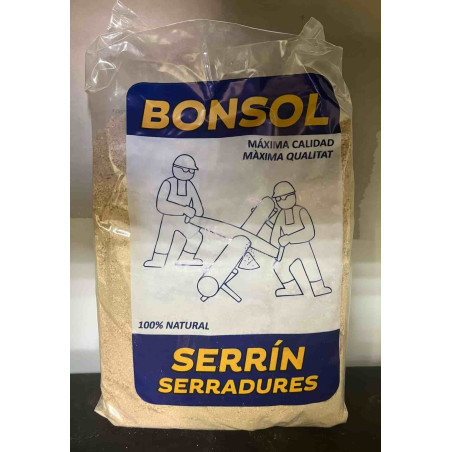 BONSOL
MÁXIMA CALIDAD
MÀXIMA QUALITAT
100% NATURAL
SERRÍN
SERRADURES